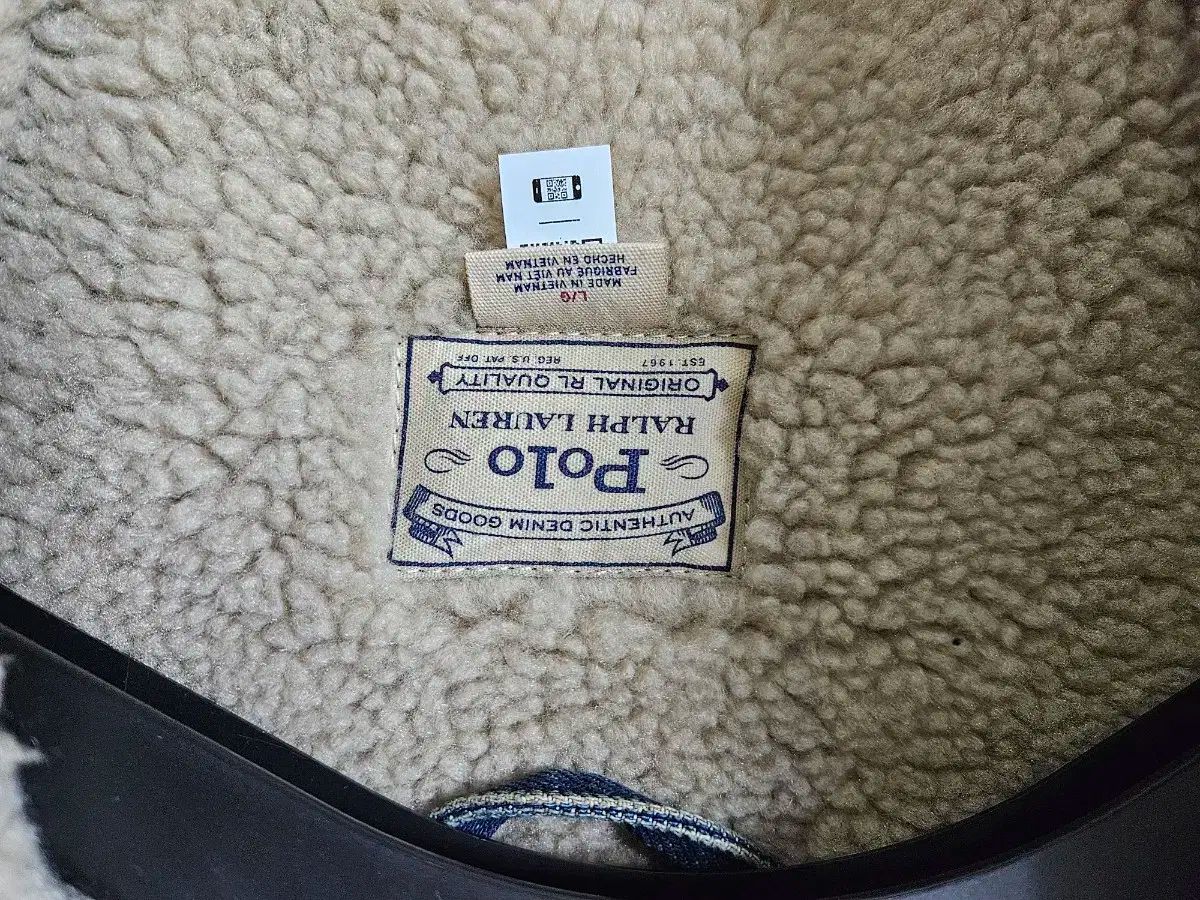 AUTHENTIC DENIM GOODS
Polo
RALPH LAUREN
ORIGINAL RL QUALITY
EST. 1967 REG. U.S. PAT. OFF
L/G
MADE IN VIETNAM
FABRIQUÉ AU VIET NAM
HECHO EN VIETNAM